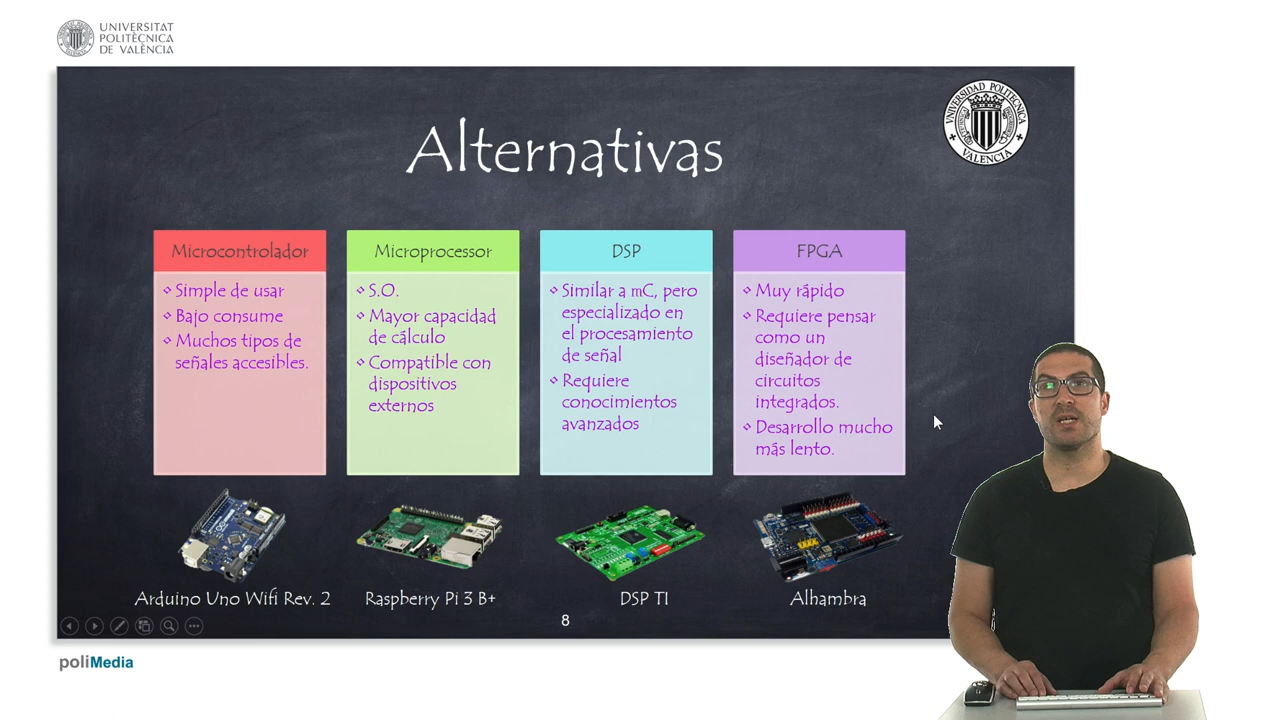 UNIVERSITAT
POLITÈCNICA
DE VALÈNCIA
UNIVERSIDAD POLITECNICA
VALENCIA
Alternativas
Microcontrolador
Simple de usar
Bajo consume
Muchos tipos de
señales accesibles.
Microprocessor
S.O.
Mayor capacidad
de cálculo
Compatible con
dispositivos
externos
DSP
Similar a mC, pero
especializado en
el procesamiento
de señal
Requiere
conocimientos
avanzados
FPGA
Muy rápido
Requiere pensar
como un
diseñador de
circuitos
integrados.
Desarrollo mucho
más lento.
Arduino Uno Wifi Rev. 2
Raspberry Pi 3 B+
DSP TI
Alhambra
8
poliMedia